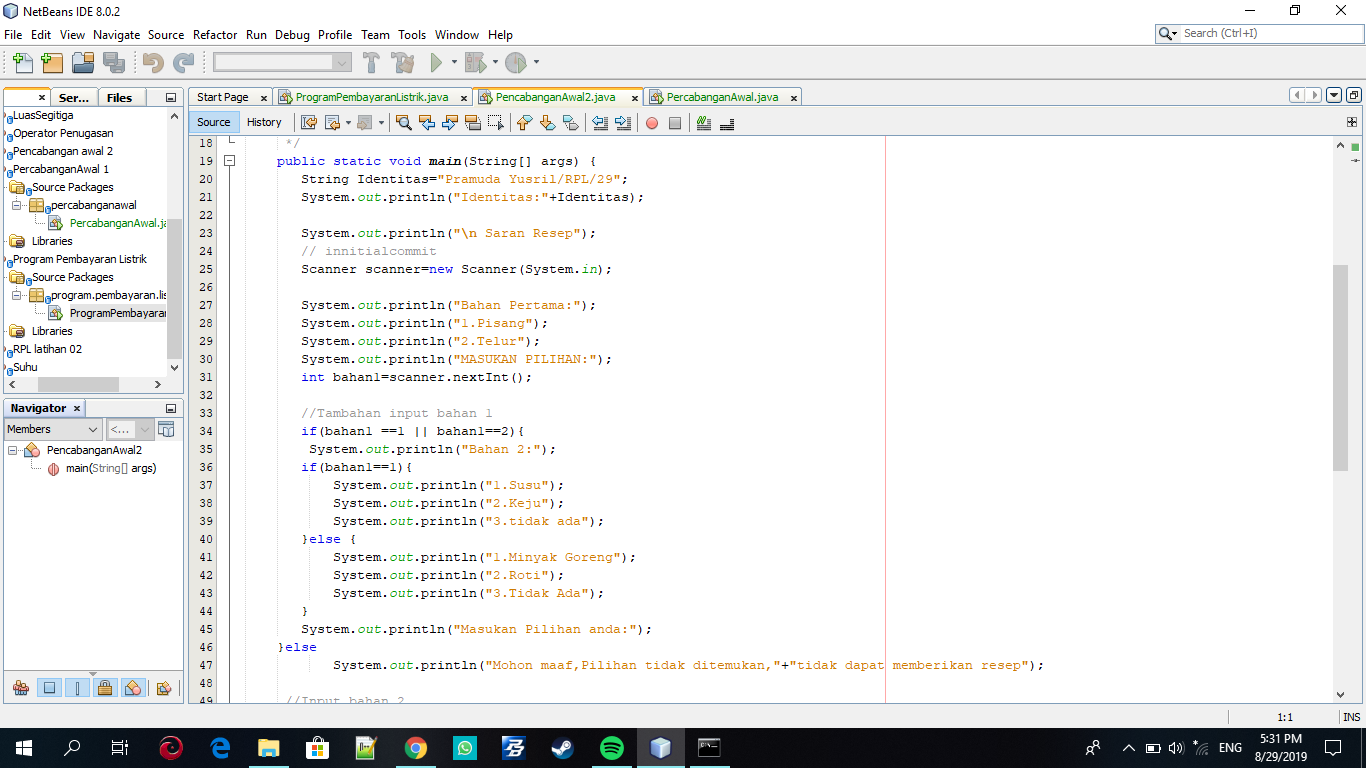 NetBeans IDE 8.0.2
File Edit View Navigate Source Refactor Run Debug Profile Team Tools Window Help
Search (Ctrl+I)
Ser... Files
Start Page ProgramPembayaranListrik.java PencabanganAwal2.java PercabanganAwal.java
Source History
LuasSegitiga
Operator Penugasan
Pencabangan awal 2
PercabanganAwal 1
Source Packages
percabanganawal
PercabanganAwal.ja
Libraries
Program Pembayaran Listrik
Source Packages
program.pembayaran.lis
ProgramPembayaran
Libraries
RPL latihan 02
Suhu
Navigator
Members <...
PencabanganAwal2
main(String[] args)
18 */
19 public static void main(String[] args) {
20 String Identitas="Pramuda Yusril/RPL/29";
21 System.out.println("Identitas:"+Identitas);
22
23 System.out.println("\n Saran Resep");
24 // innitialcommit
25 Scanner scanner=new Scanner(System.in);
26
27 System.out.println("Bahan Pertama:");
28 System.out.println("1.Pisang");
29 System.out.println("2.Telur");
30 System.out.println("MASUKAN PILIHAN:");
31 int bahan1=scanner.nextInt();
32
33 //Tambahan input bahan 1
34 if(bahan1 ==1 || bahan1==2){
35 System.out.println("Bahan 2:");
36 if(bahan1==1){
37 System.out.println("1.Susu");
38 System.out.println("2.Keju");
39 System.out.println("3.tidak ada");
40 }else {
41 System.out.println("1.Minyak Goreng");
42 System.out.println("2.Roti");
43 System.out.println("3.Tidak Ada");
44 }
45 System.out.println("Masukan Pilihan anda:");
46 }else
47 System.out.println("Mohon maaf,Pilihan tidak ditemukan,"+"tidak dapat memberikan resep");
48
49 //Input bahan 2
1:1 INS
ENG
5:31 PM
8/29/2019